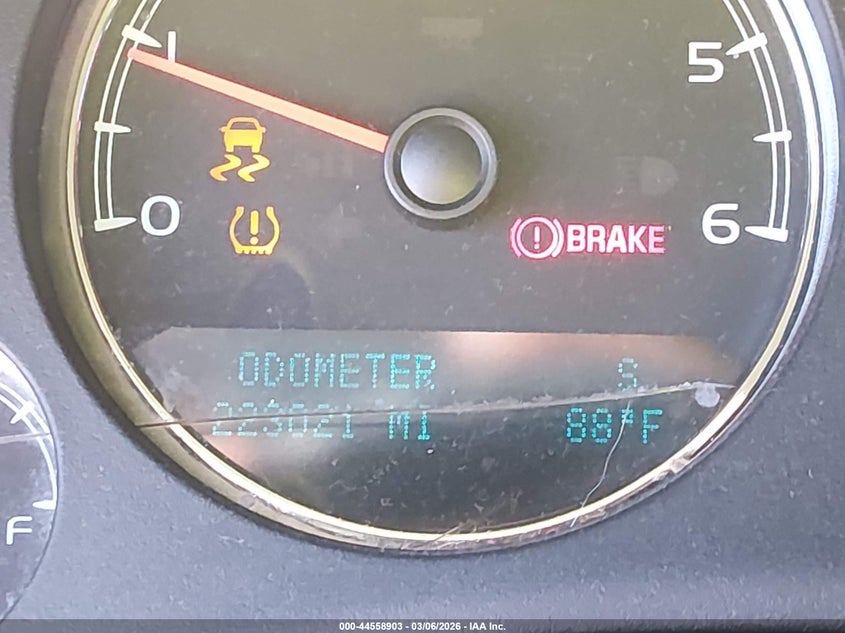 1
5
0
6
BRAKE
ODOMETER S
223021 MI 88°F
F
000-44558903 - 03/06/2026 - IAA Inc.